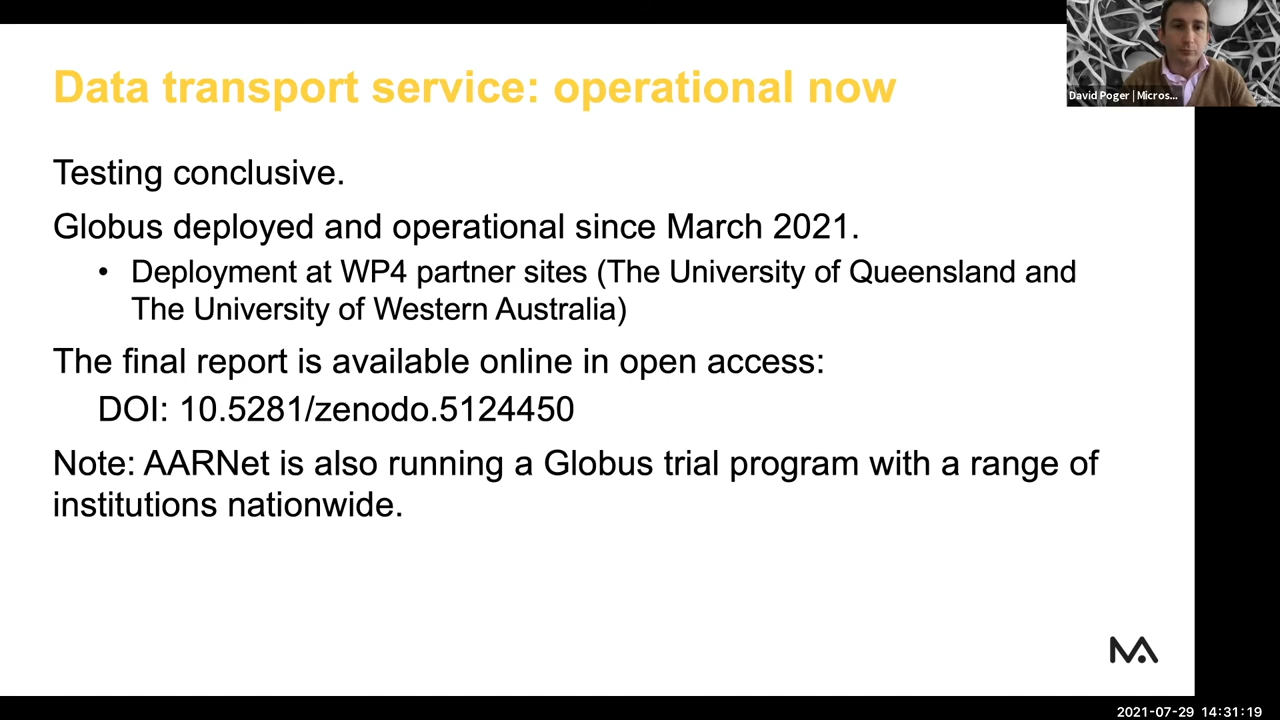 Data transport service: operational now
David Poger | Micros...
Testing conclusive.
Globus deployed and operational since March 2021.
• Deployment at WP4 partner sites (The University of Queensland and
The University of Western Australia)
The final report is available online in open access:
DOI: 10.5281/zenodo.5124450
Note: AARNet is also running a Globus trial program with a range of
institutions nationwide.
MA
2021-07-29 14:31:19